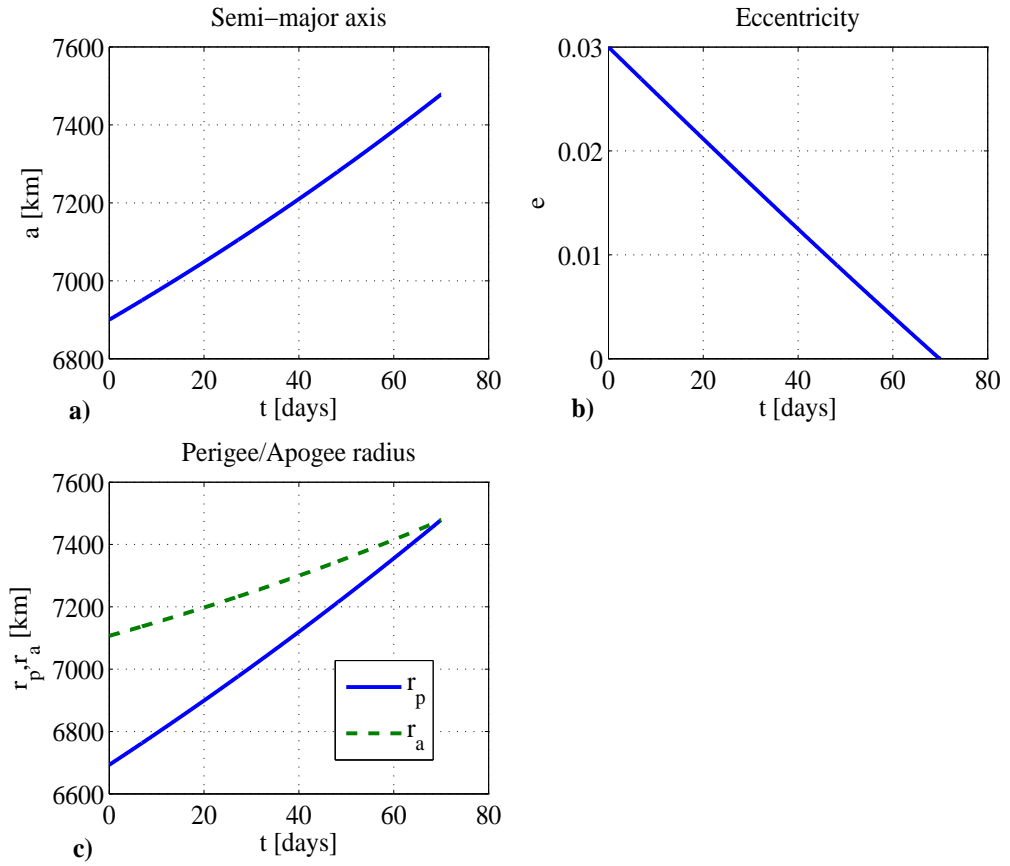 Semi−major axis
7600
7400
7200
7000
6800
a [km]
0 20 40 60 80
t [days]
a)
Eccentricity
0.03
0.02
0.01
0
e
0 20 40 60 80
t [days]
b)
Perigee/Apogee radius
7600
7400
7200
7000
6800
6600
r_p,r_a [km]
r_p
r_a
0 20 40 60 80
t [days]
c)